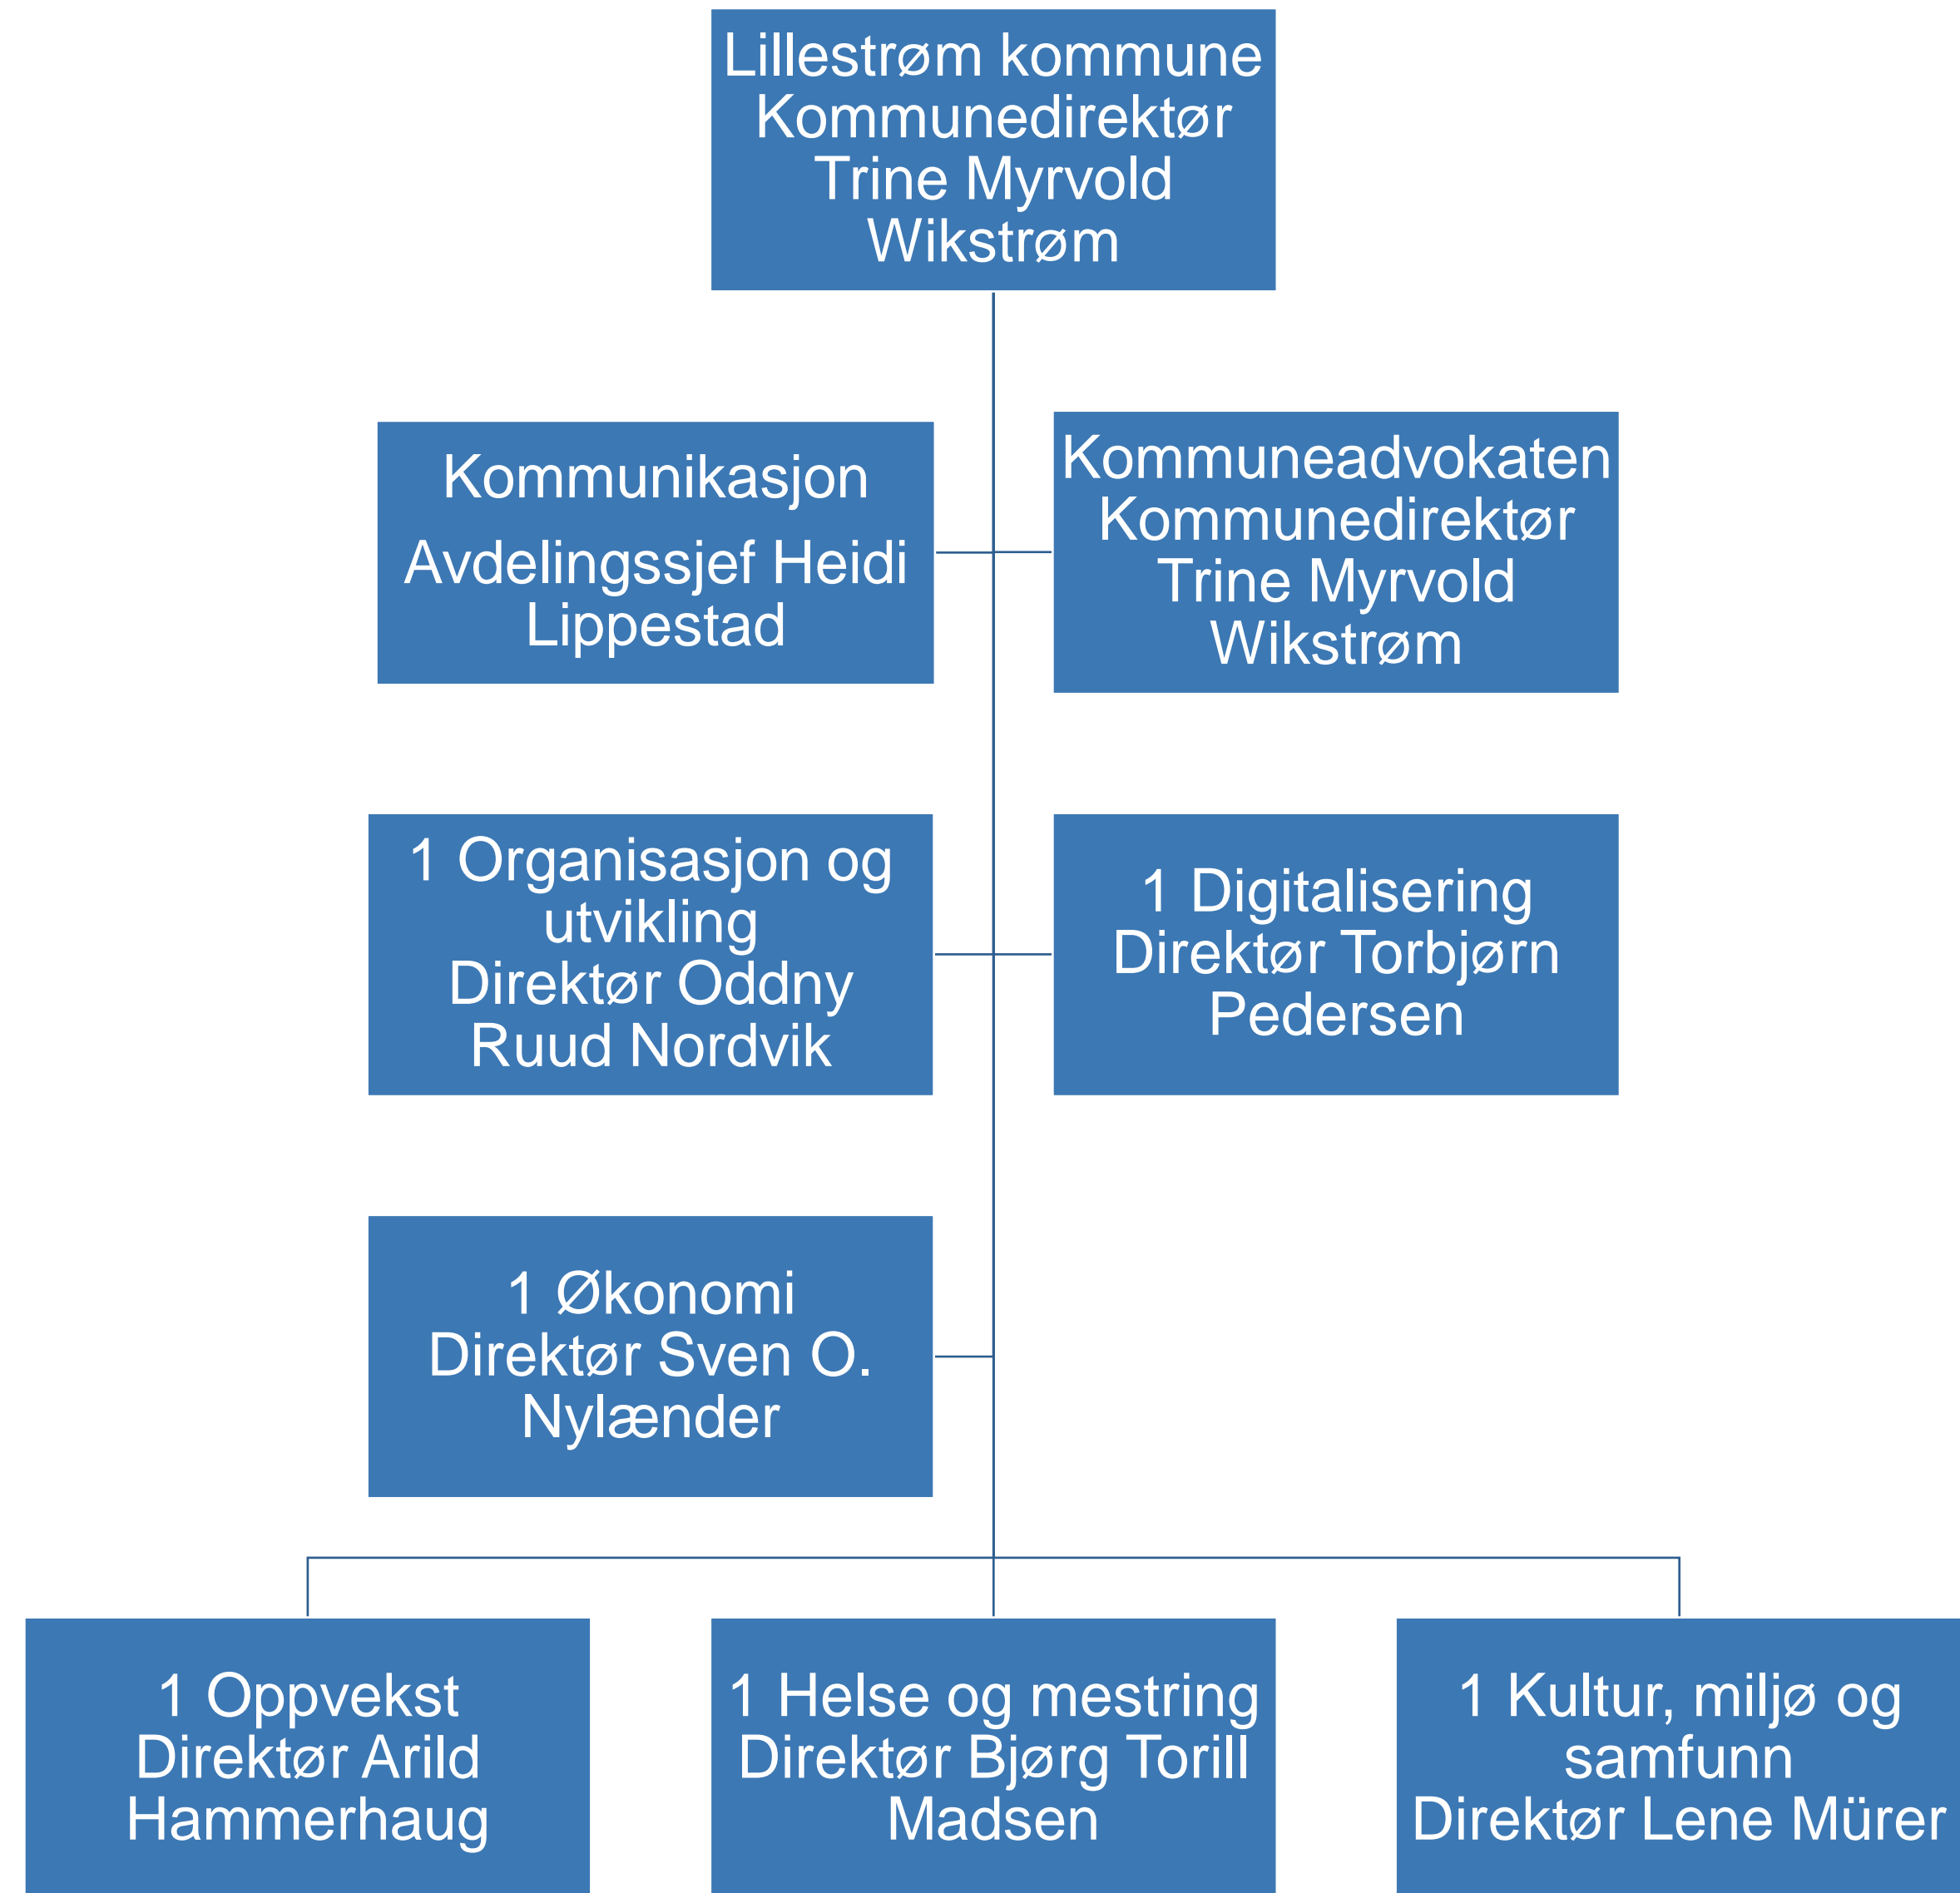 Lillestrøm kommune
Kommunedirektør
Trine Myrvold
Wikstrøm
Kommunikasjon
Avdelingssjef Heidi
Lippestad
Kommuneadvokaten
Kommunedirektør
Trine Myrvold
Wikstrøm
1 Organisasjon og
utvikling
Direktør Oddny
Ruud Nordvik
1 Digitalisering
Direktør Torbjørn
Pedersen
1 Økonomi
Direktør Sven O.
Nylænder
1 Oppvekst
Direktør Arild
Hammerhaug
1 Helse og mestring
Direktør Bjørg Torill
Madsen
1 Kultur, miljø og
samfunn
Direktør Lene Mürer